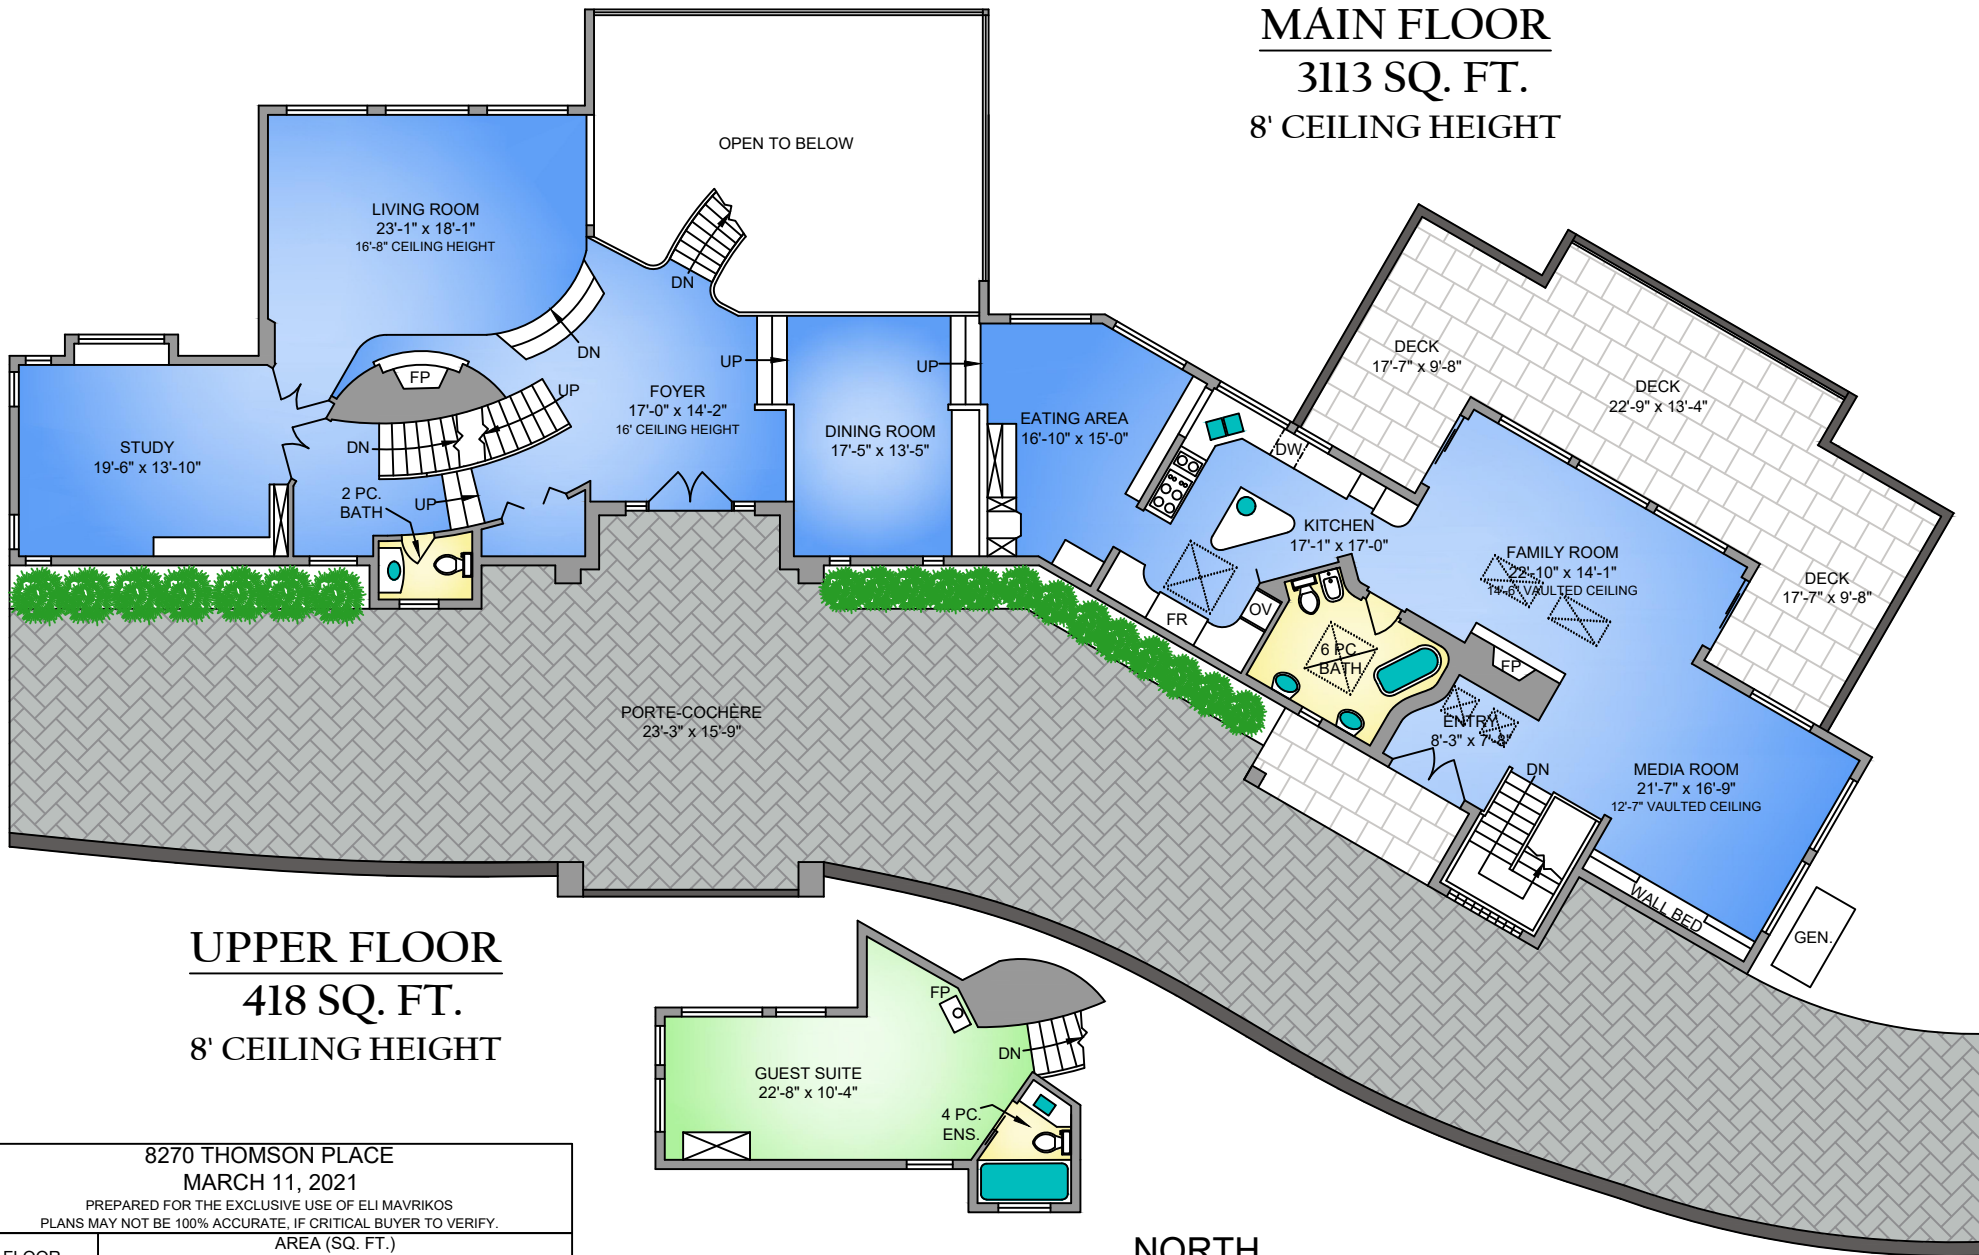 MAIN FLOOR
3113 SQ. FT.
8' CEILING HEIGHT
OPEN TO BELOW
LIVING ROOM
23'-1" x 18'-1"
16'-8" CEILING HEIGHT
DN
DN
UP
UP
FP
UP
FOYER
17'-0" x 14'-2"
16' CEILING HEIGHT
STUDY
19'-6" x 13'-10"
DN
2 PC.
BATH
UP
DINING ROOM
17'-5" x 13'-5"
EATING AREA
16'-10" x 15'-0"
DW
DECK
17'-7" x 9'-8"
DECK
22'-9" x 13'-4"
KITCHEN
17'-1" x 17'-0"
FAMILY ROOM
22'-10" x 14'-1"
14'-6" VAULTED CEILING
DECK
17'-7" x 9'-8"
OV
FR
6 PC.
BATH
FP
PORTE-COCHÈRE
23'-3" x 15'-9"
ENTRY
8'-3" x 7'-8"
DN
MEDIA ROOM
21'-7" x 16'-9"
12'-7" VAULTED CEILING
WALL BED
GEN.
UPPER FLOOR
418 SQ. FT.
8' CEILING HEIGHT
FP
DN
GUEST SUITE
22'-8" x 10'-4"
4 PC.
ENS.
8270 THOMSON PLACE
MARCH 11, 2021
PREPARED FOR THE EXCLUSIVE USE OF ELI MAVRIKOS
PLANS MAY NOT BE 100% ACCURATE, IF CRITICAL BUYER TO VERIFY.
FLOOR
AREA (SQ. FT.)
NORTH